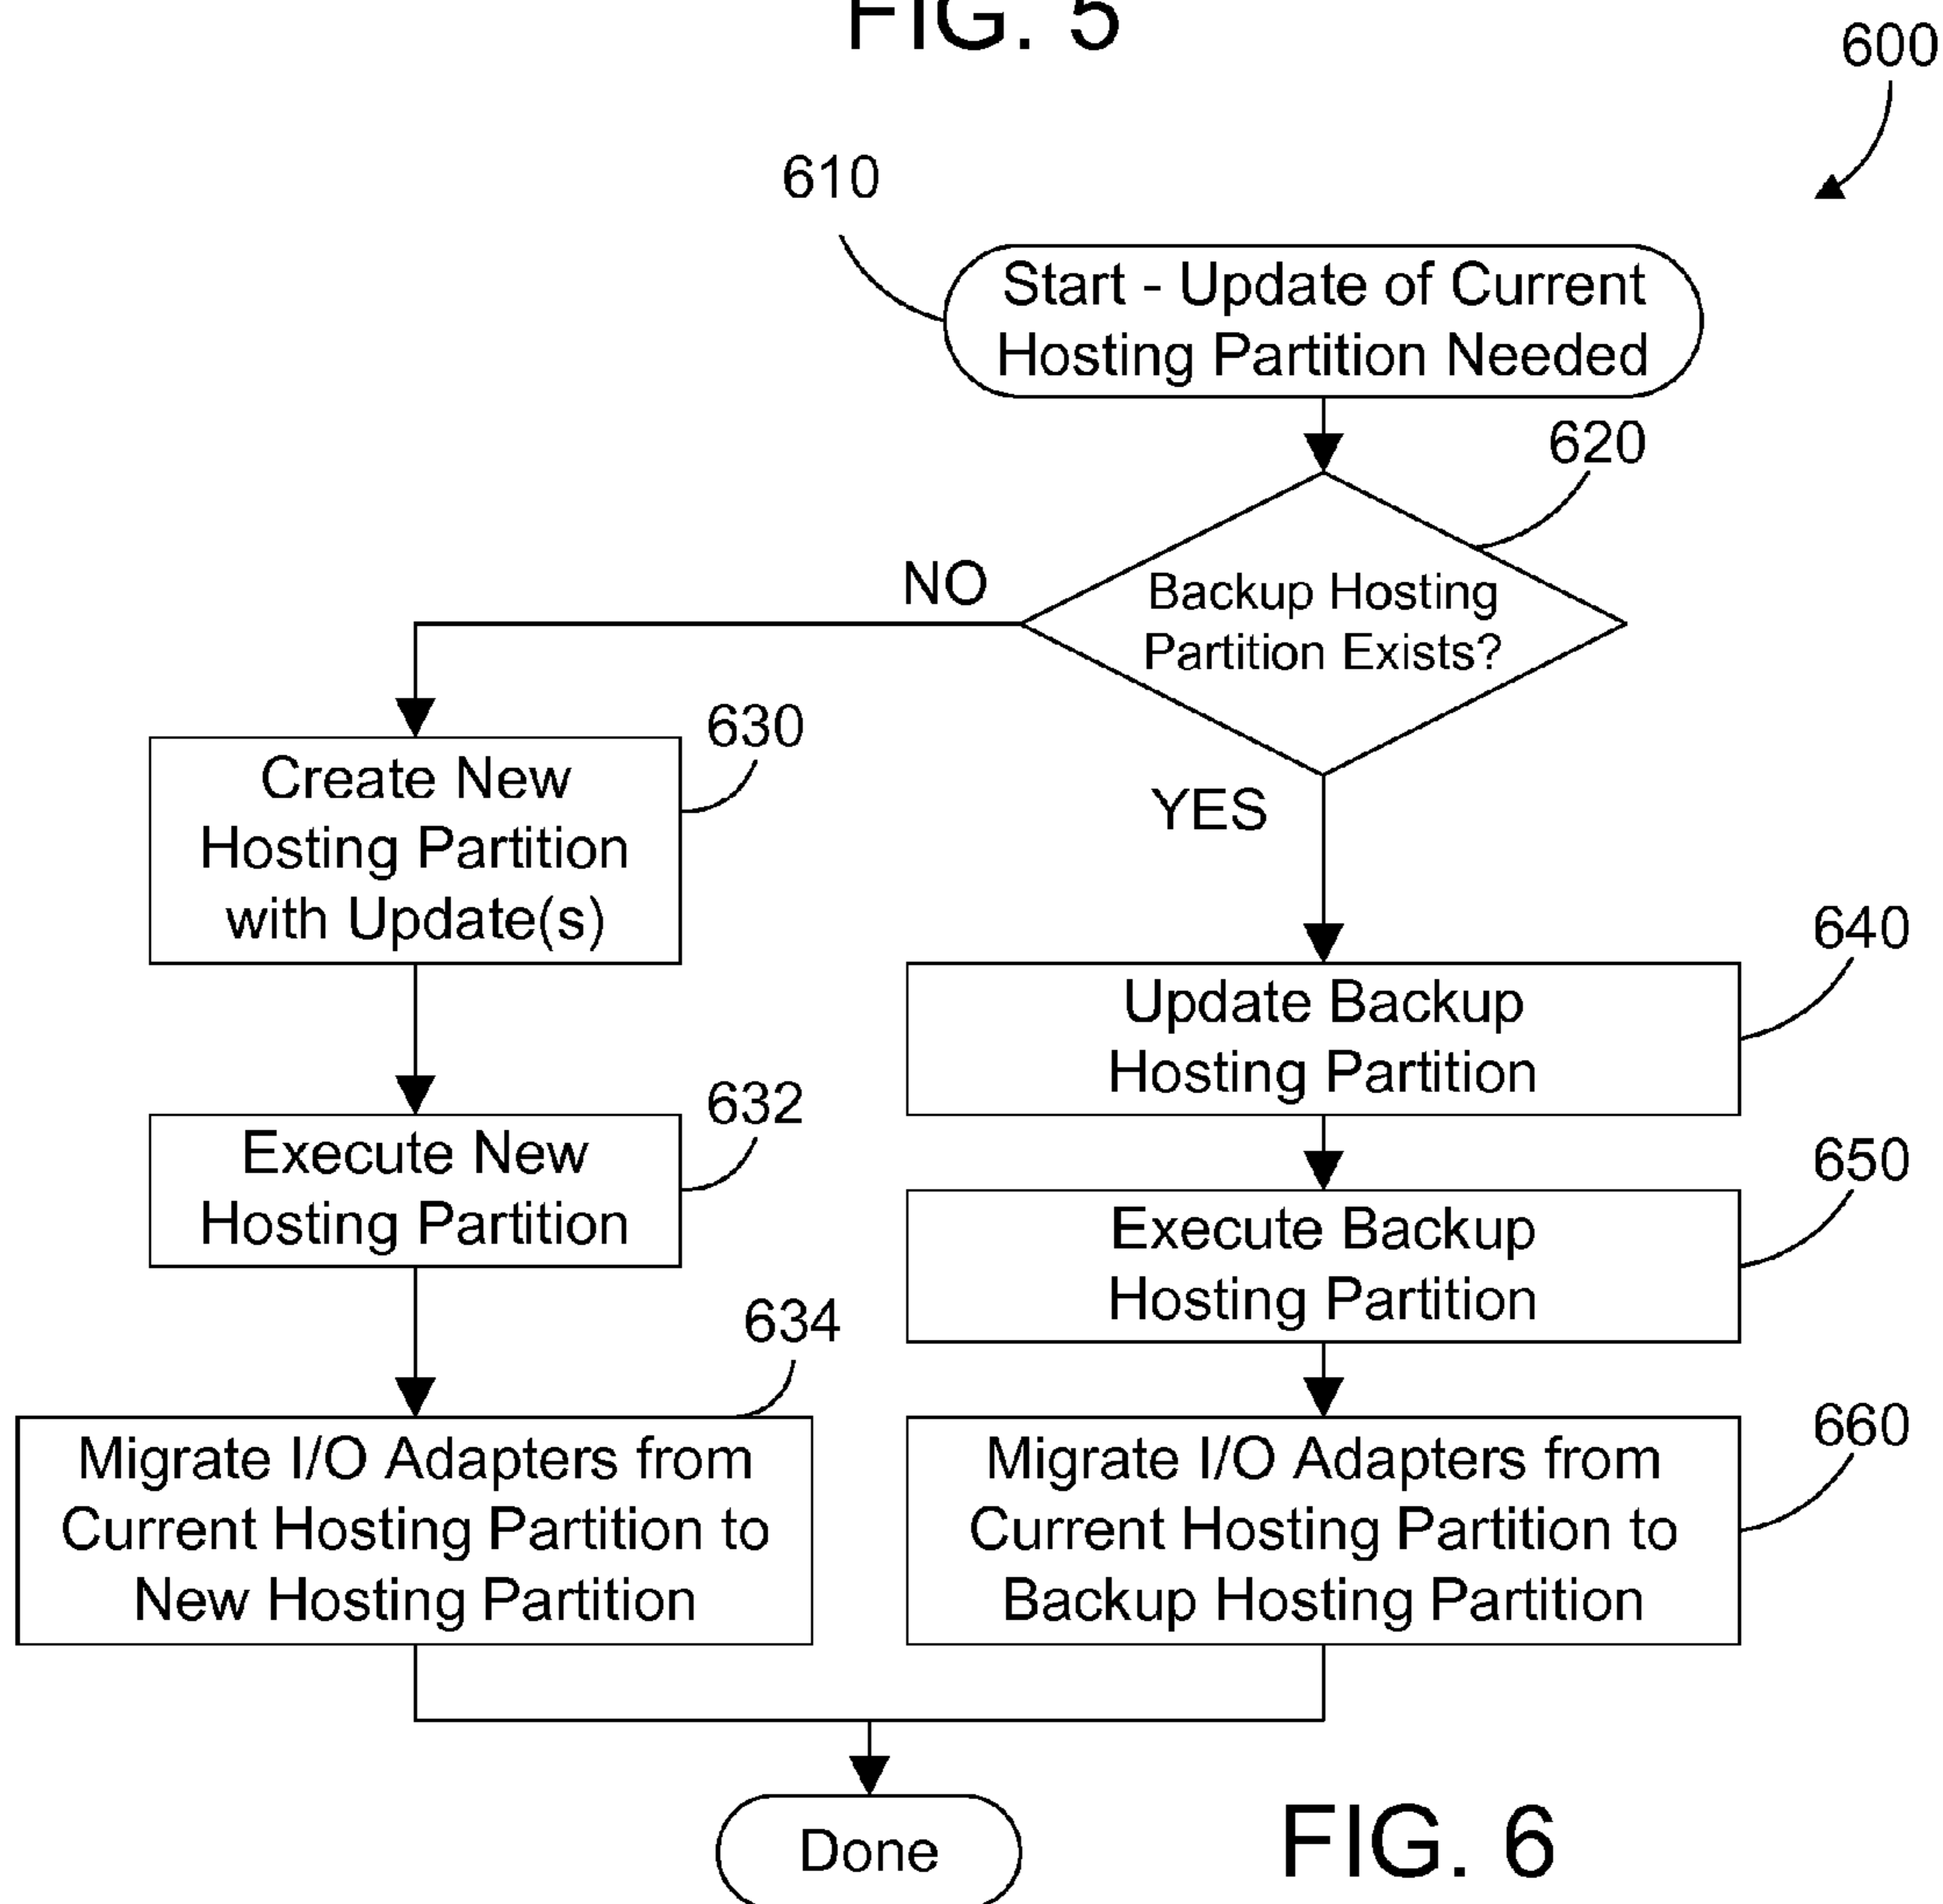 FIG. 5
600
610
Start - Update of Current
Hosting Partition Needed
620
Backup Hosting
Partition Exists?
NO
YES
630
Create New
Hosting Partition
with Update(s)
632
Execute New
Hosting Partition
634
Migrate I/O Adapters from
Current Hosting Partition to
New Hosting Partition
640
Update Backup
Hosting Partition
650
Execute Backup
Hosting Partition
660
Migrate I/O Adapters from
Current Hosting Partition to
Backup Hosting Partition
Done
FIG. 6